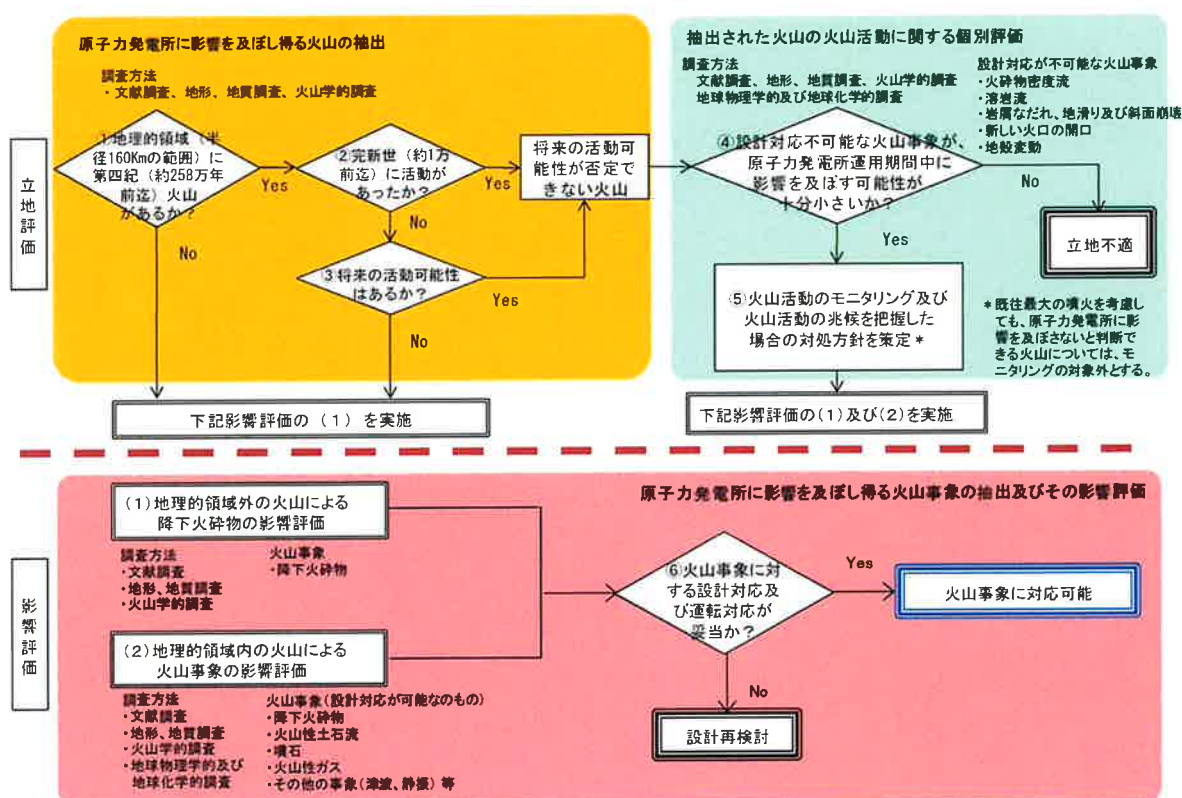 立地評価
原子力発電所に影響を及ぼし得る火山の抽出
調査方法
・文献調査、地形、地質調査、火山学的調査
①地理的領域（半
径160Kmの範囲）に
第四紀（約258万年
前迄）火山
があるか？
Yes
No
②完新世（約1万
前迄）に活動が
あったか？
Yes
No
③将来の活動可能性
はあるか？
Yes
No
将来の活動可
能性が否定で
きない火山
抽出された火山の火山活動に関する個別評価
調査方法
文献調査、地形、地質調査、火山学的調査
地球物理学的及び地球化学的調査
設計対応が不可能な火山事象
・火砕物密度流
・溶岩流
・岩屑なだれ、地滑り及び斜面崩壊
・新しい火口の開口
・地殻変動
④設計対応不可能な火山事象が、
原子力発電所運用期間中に
影響を及ぼす可能性が
十分小さいか？
No
Yes
立地不適
⑤火山活動のモニタリング及び
火山活動の兆候を把握した
場合の対処方針を策定＊
＊既往最大の噴火を考慮し
ても、原子力発電所に影
響を及ぼさないと判断で
きる火山については、モ
ニタリングの対象外とする。
下記影響評価の（1）を実施
下記影響評価の(1)及び(2)を実施
影響評価
原子力発電所に影響を及ぼし得る火山事象の抽出及びその影響評価
(1)地理的領域外の火山による
降下火砕物の影響評価
調査方法
・文献調査
・地形、地質調査
・火山学的調査
火山事象
・降下火砕物
(2)地理的領域内の火山による
火山事象の影響評価
調査方法
・文献調査
・地形、地質調査
・火山学的調査
・地球物理学的及び
地球化学的調査
火山事象(設計対応が可能なのもの)
・降下火砕物
・火山性土石流
・噴石
・火山性ガス
・その他の事象(津波、静振)等
⑥火山事象に対
する設計対応及
び運転対応が
妥当か？
Yes
No
火山事象に対応可能
設計再検討